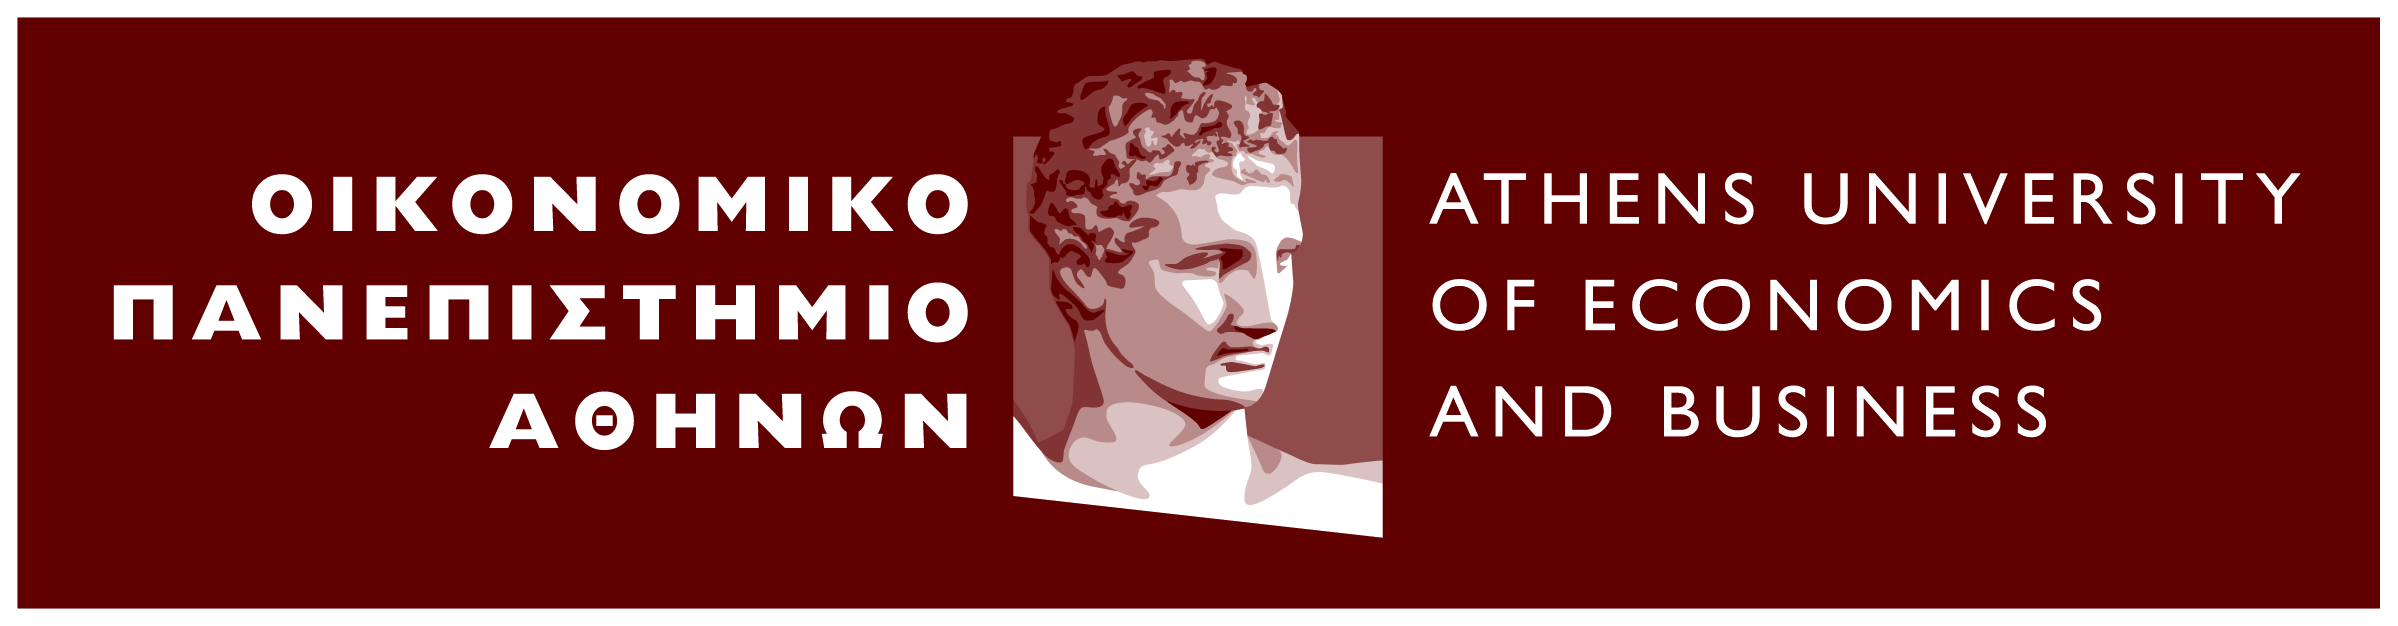 ΟΙΚΟΝΟΜΙΚΟ
ΠΑΝΕΠΙΣΤΗΜΙΟ
ΑΘΗΝΩΝ
ATHENS UNIVERSITY
OF ECONOMICS
AND BUSINESS